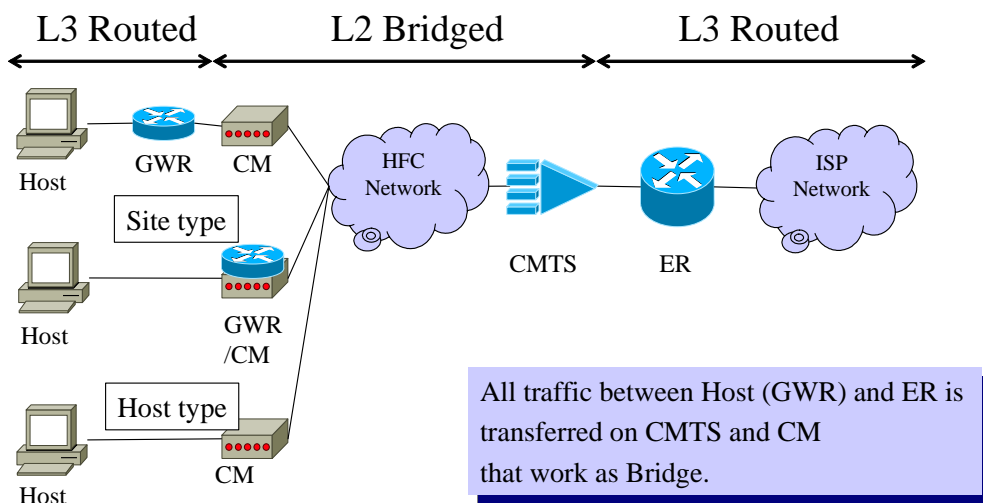 L3 Routed
L2 Bridged
L3 Routed
Host
GWR
CM
HFC
Network
CMTS
ER
ISP
Network
Site type
Host
GWR
/CM
Host type
Host
CM
All traffic between Host (GWR) and ER is
transferred on CMTS and CM
that work as Bridge.